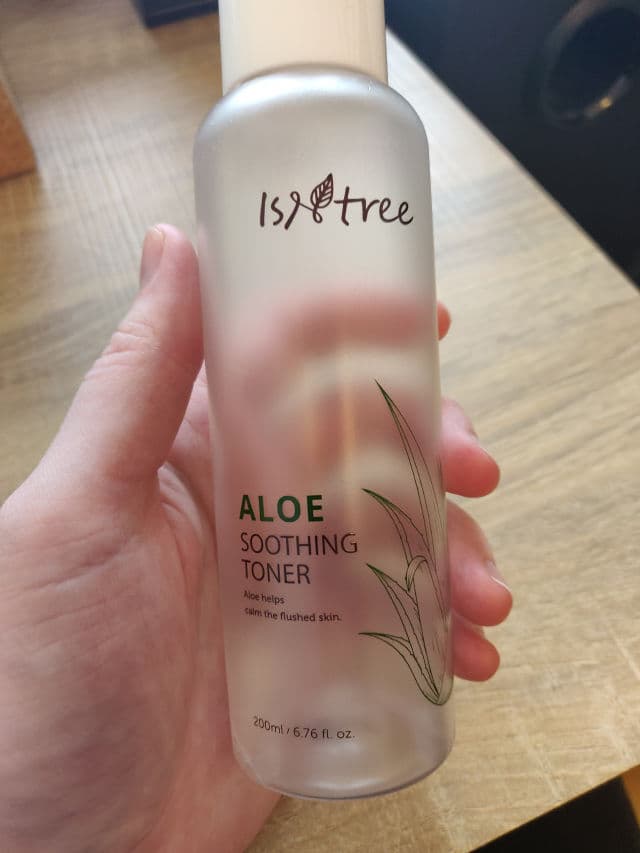 IsNtree
ALOE
SOOTHING
TONER
Aloe helps
calm the flushed skin.
200ml / 6.76 fl. oz.